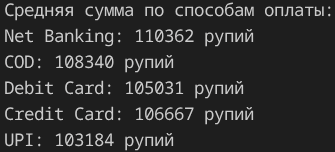 Средняя сумма по способам оплаты:
Net Banking: 110362 рупий
COD: 108340 рупий
Debit Card: 105031 рупий
Credit Card: 106667 рупий
UPI: 103184 рупий